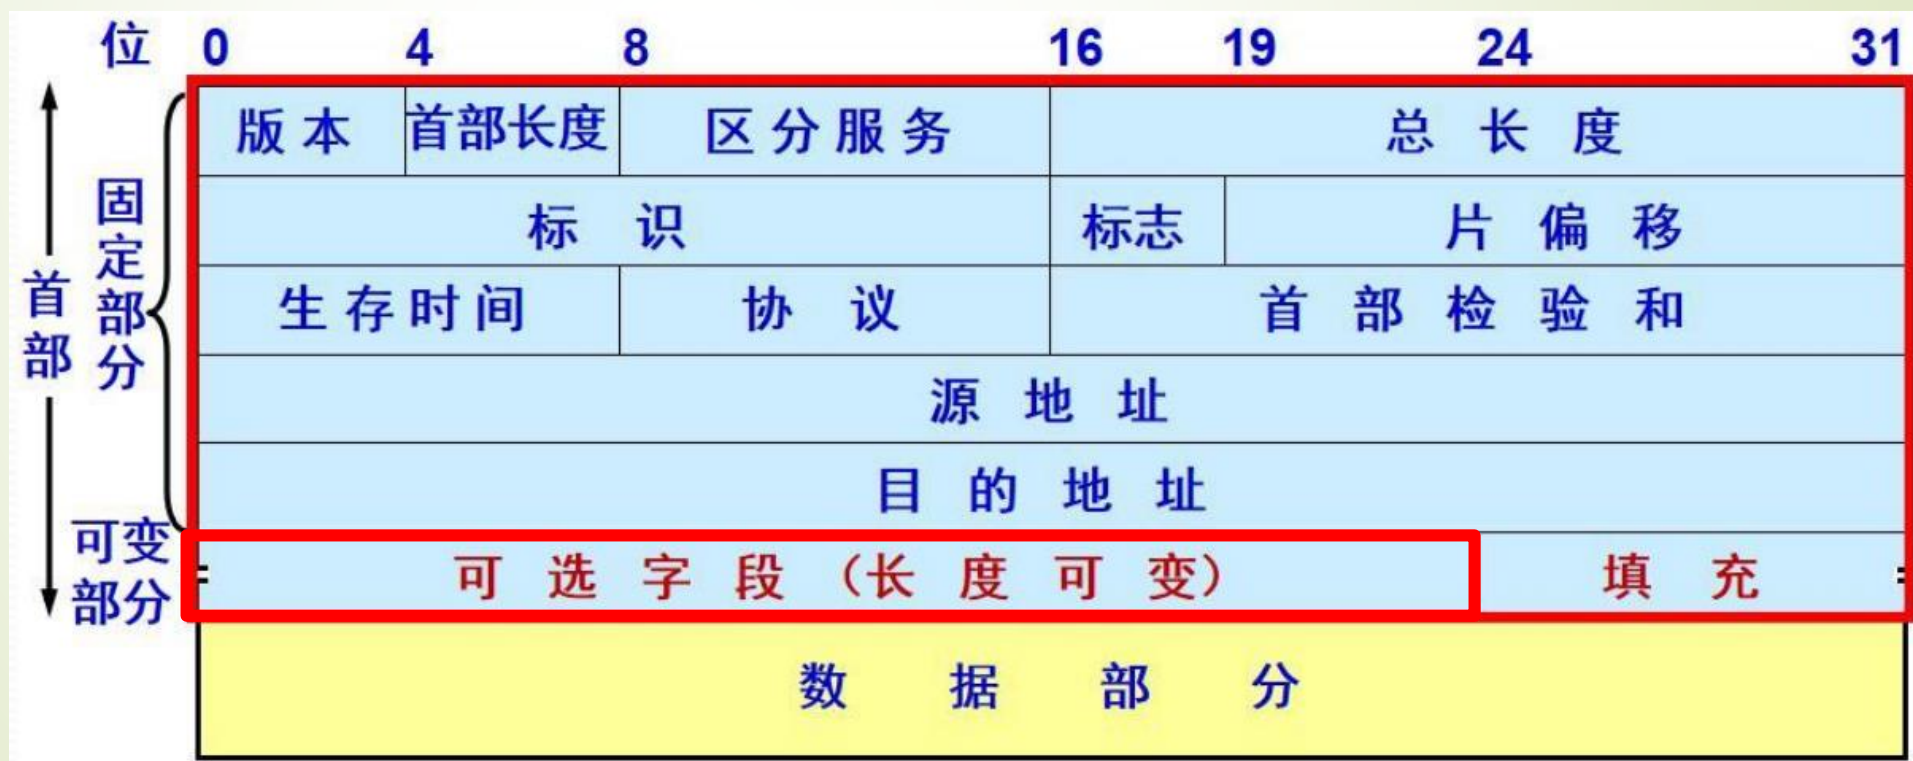 位 0 4 8 16 19 24 31
版本 首部长度 区分服务 总长度
标识 标志 片偏移
生存时间 协议 首部检验和
源地址
目的地址
可选字段（长度可变） 填充
数据部分
首部
固定部分
可变
部分